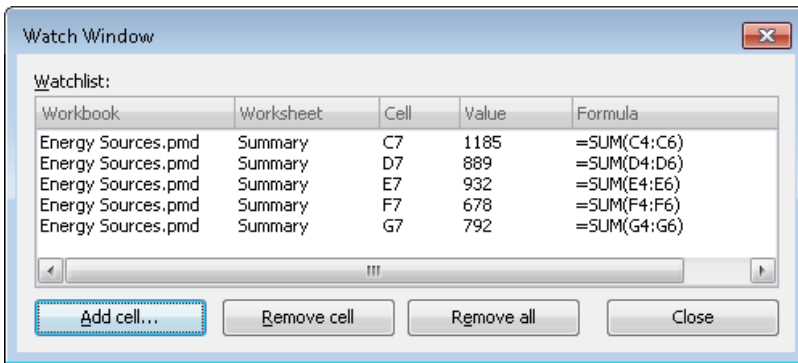 Watch Window
Watchlist:
Workbook Worksheet Cell Value Formula
Energy Sources.pmd Summary C7 1185 =SUM(C4:C6)
Energy Sources.pmd Summary D7 889 =SUM(D4:D6)
Energy Sources.pmd Summary E7 932 =SUM(E4:E6)
Energy Sources.pmd Summary F7 678 =SUM(F4:F6)
Energy Sources.pmd Summary G7 792 =SUM(G4:G6)
Add cell... Remove cell Remove all Close